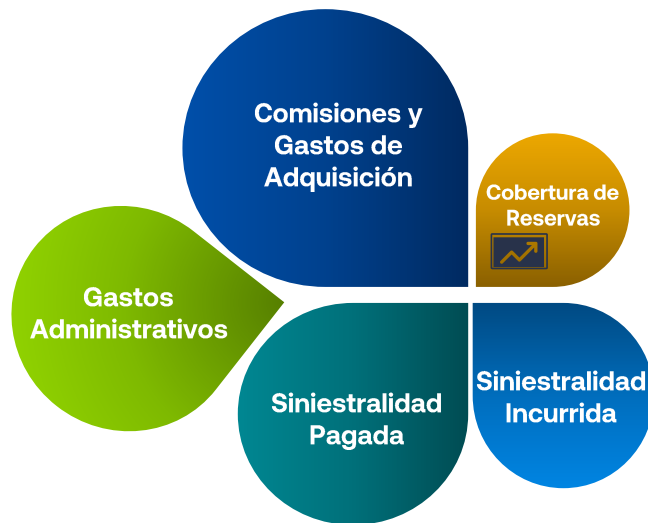 Comisiones y
Gastos de
Adquisición
Cobertura de
Reservas
Gastos
Administrativos
Siniestralidad
Pagada
Siniestralidad
Incurrida